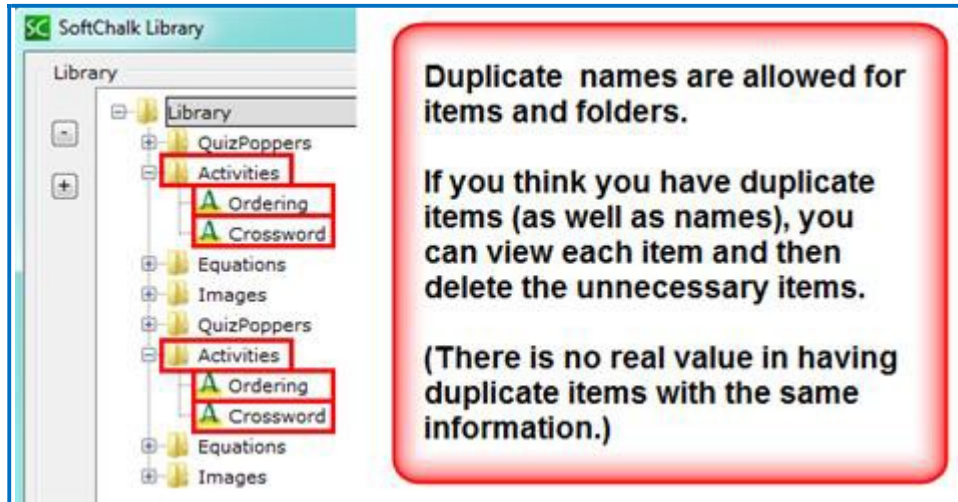 SC SoftChalk Library
Library
Library
QuizPoppers
Activities
A Ordering
A Crossword
Equations
Images
QuizPoppers
Activities
A Ordering
A Crossword
Equations
Images
Duplicate names are allowed for
items and folders.
If you think you have duplicate
items (as well as names), you
can view each item and then
delete the unnecessary items.
(There is no real value in having
duplicate items with the same
information.)